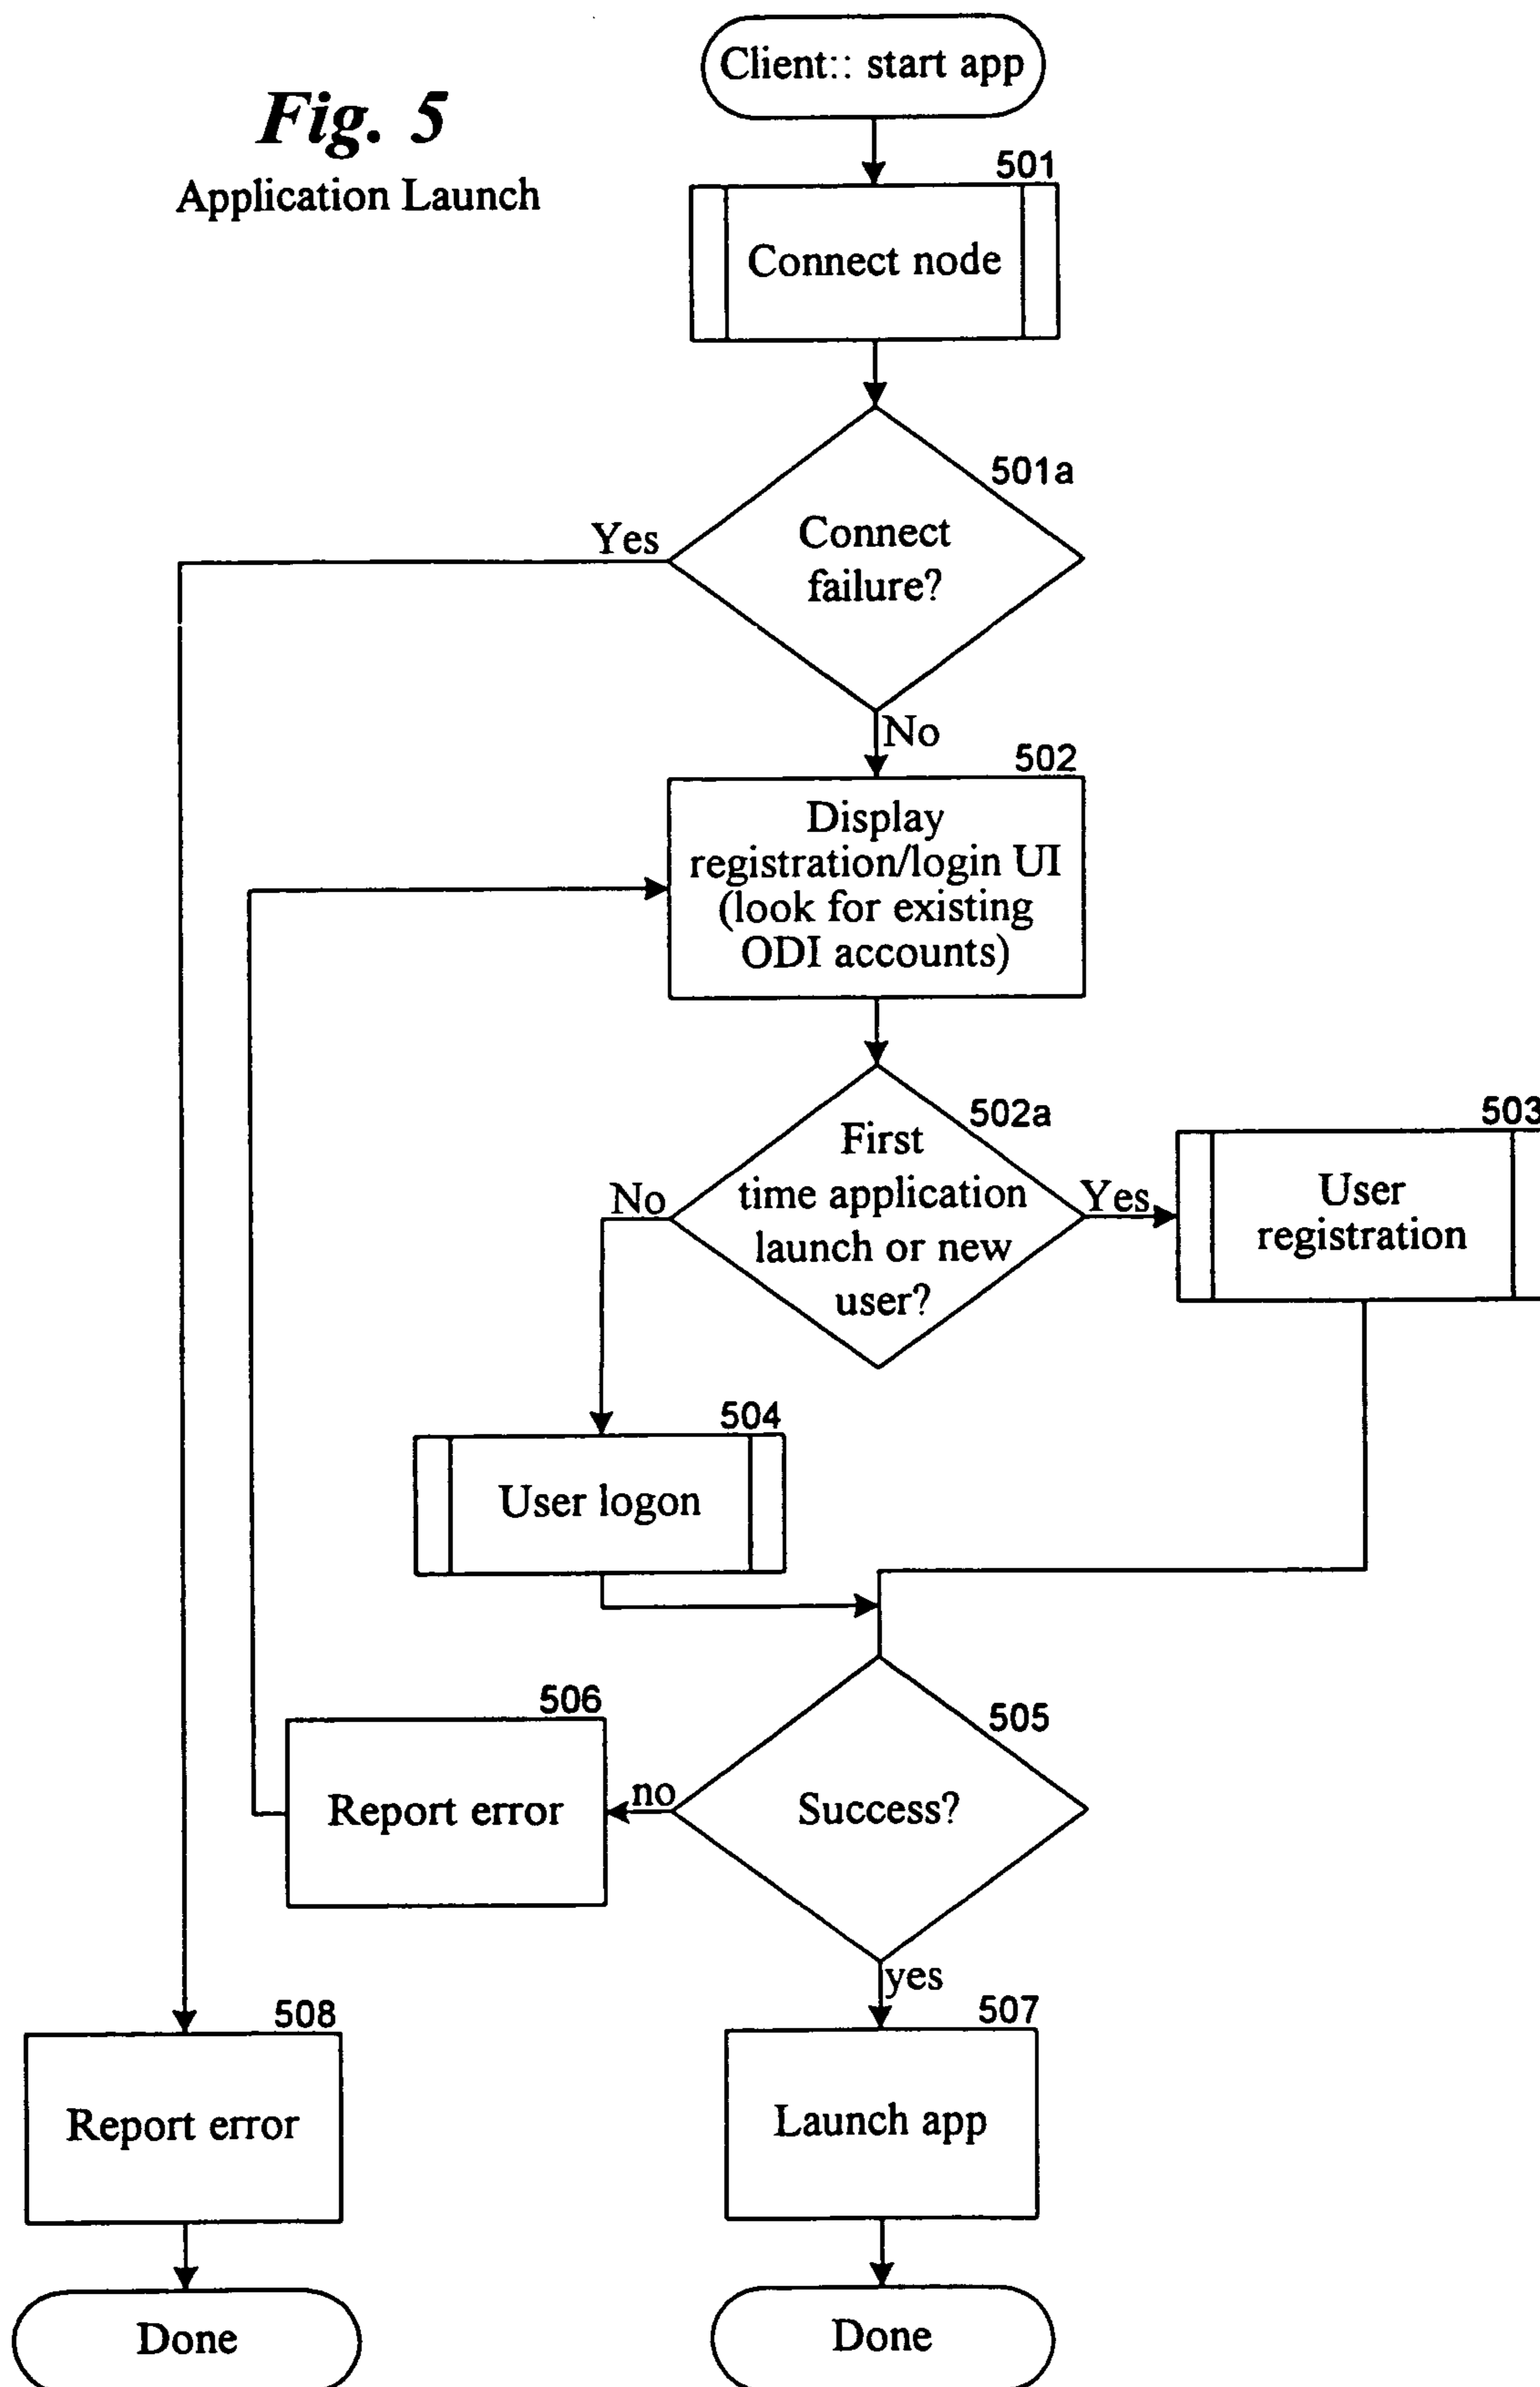 Client:: start app
Fig. 5
Application Launch
501
Connect node
501a
Connect
failure?
Yes
No
502
Display
registration/login UI
(look for existing
ODI accounts)
502a
First
time application
launch or new
user?
No
Yes
503
User
registration
504
User logon
505
Success?
no
506
Report error
yes
507
Launch app
508
Report error
Done
Done